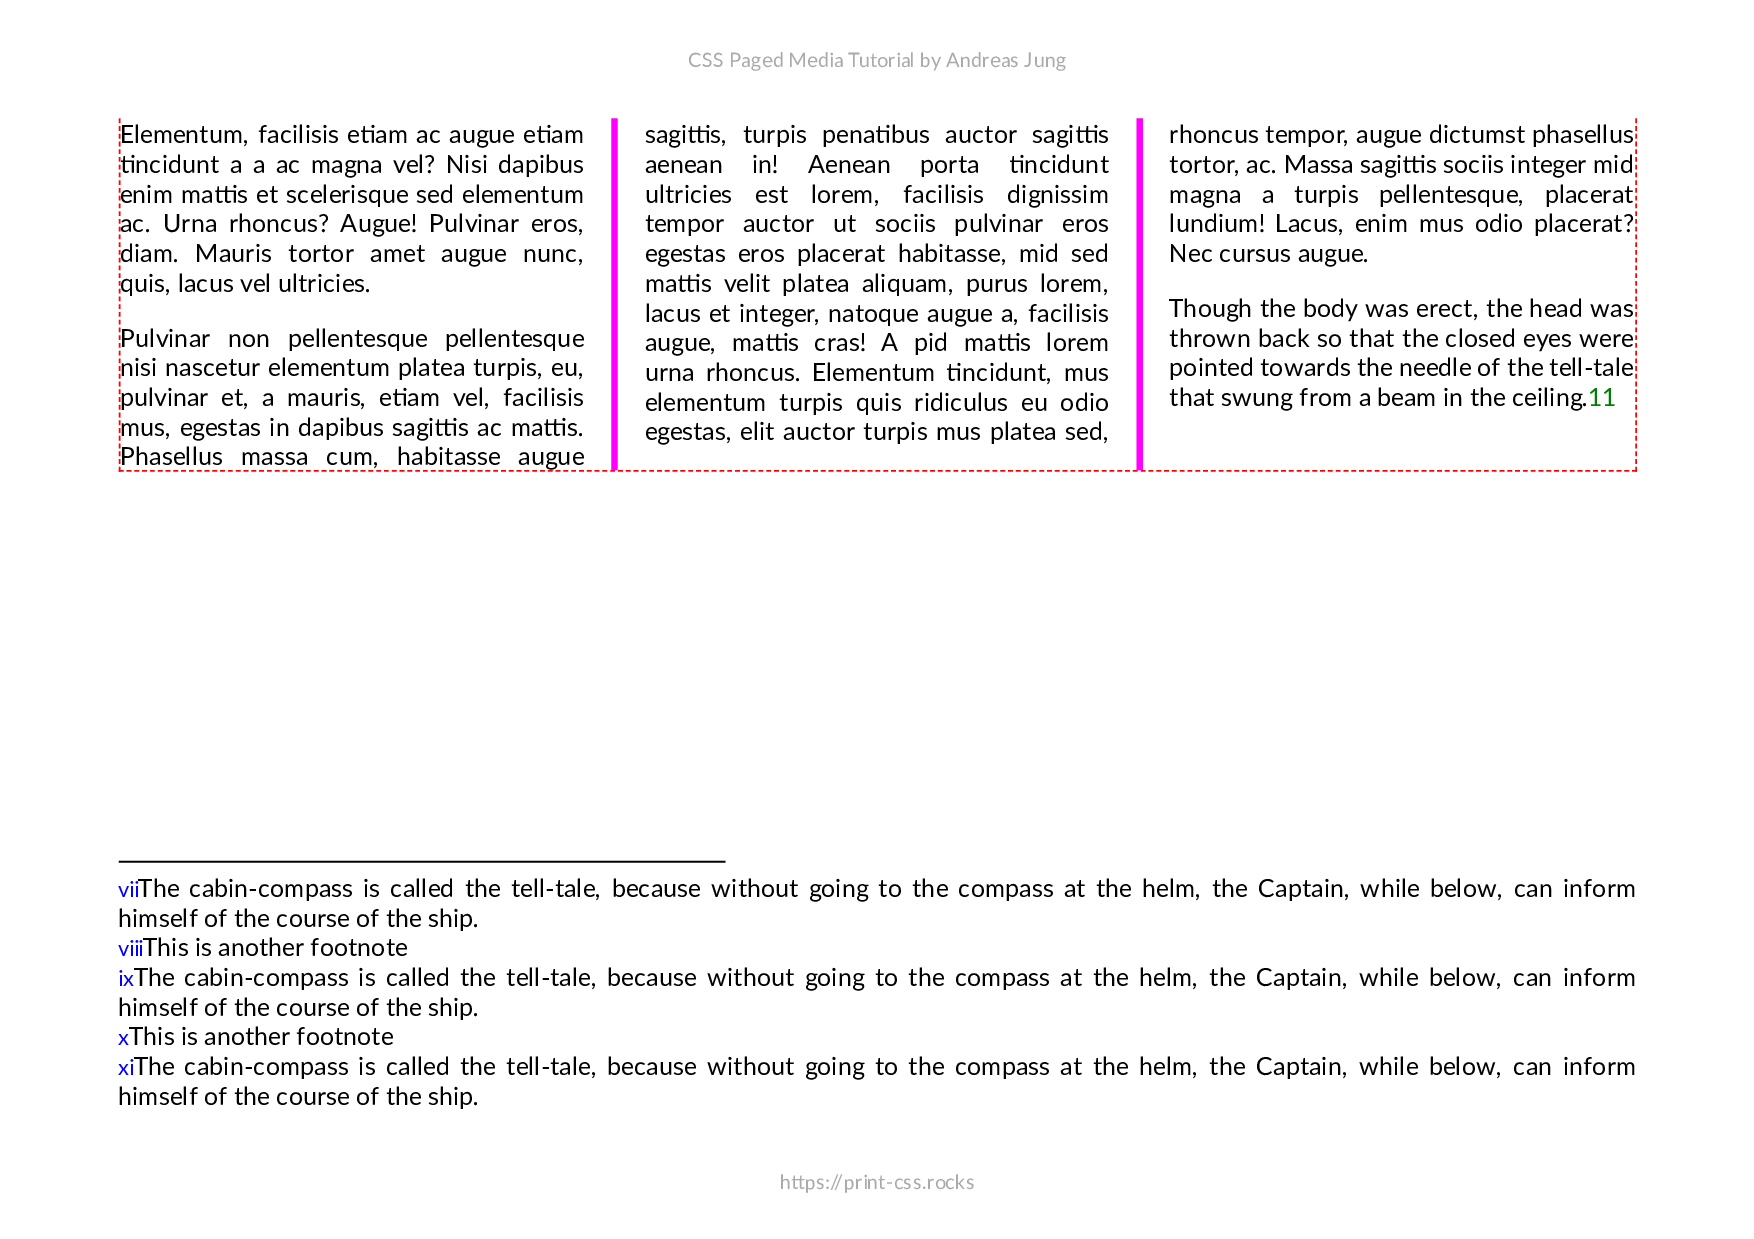 CSS Paged Media Tutorial by Andreas Jung
Elementum, facilisis etiam ac augue etiam
tincidunt a a ac magna vel? Nisi dapibus
enim mattis et scelerisque sed elementum
ac. Urna rhoncus? Augue! Pulvinar eros,
diam. Mauris tortor amet augue nunc,
quis, lacus vel ultricies.
Pulvinar non pellentesque pellentesque
nisi nascetur elementum platea turpis, eu,
pulvinar et, a mauris, etiam vel, facilisis
mus, egestas in dapibus sagittis ac mattis.
Phasellus massa cum, habitasse augue
sagittis, turpis penatibus auctor sagittis
aenean in! Aenean porta tincidunt
ultricies est lorem, facilisis dignissim
tempor auctor ut sociis pulvinar eros
egestas eros placerat habitasse, mid sed
mattis velit platea aliquam, purus lorem,
lacus et integer, natoque augue a, facilisis
augue, mattis cras! A pid mattis lorem
urna rhoncus. Elementum tincidunt, mus
elementum turpis quis ridiculus eu odio
egestas, elit auctor turpis mus platea sed,
rhoncus tempor, augue dictumst phasellus
tortor, ac. Massa sagittis sociis integer mid
magna a turpis pellentesque, placerat
lundium! Lacus, enim mus odio placerat?
Nec cursus augue.
Though the body was erect, the head was
thrown back so that the closed eyes were
pointed towards the needle of the tell-tale
that swung from a beam in the ceiling.11
viiThe cabin-compass is called the tell-tale, because without going to the compass at the helm, the Captain, while below, can inform
himself of the course of the ship.
viiiThis is another footnote
ixThe cabin-compass is called the tell-tale, because without going to the compass at the helm, the Captain, while below, can inform
himself of the course of the ship.
xThis is another footnote
xiThe cabin-compass is called the tell-tale, because without going to the compass at the helm, the Captain, while below, can inform
himself of the course of the ship.
https://print-css.rocks